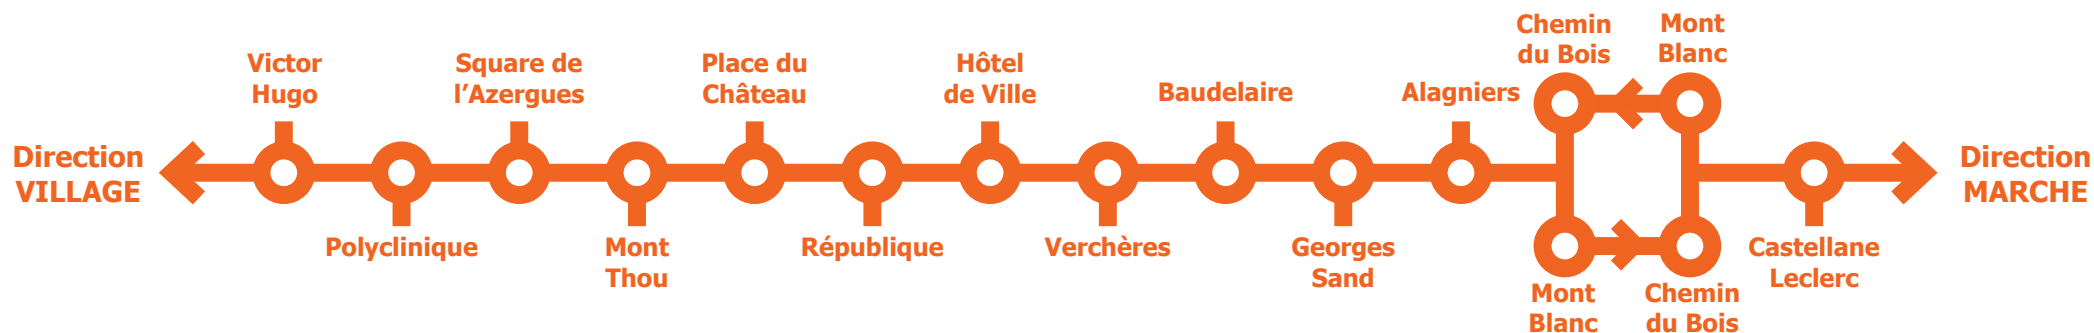 Direction
VILLAGE
Victor
Hugo
Polyclinique
Square de
l'Azergues
Mont
Thou
Place du
Château
République
Hôtel
de Ville
Verchères
Baudelaire
Georges
Sand
Alagniers
Chemin
du Bois
Mont
Blanc
Mont
Blanc
Chemin
du Bois
Castellane
Leclerc
Direction
MARCHE